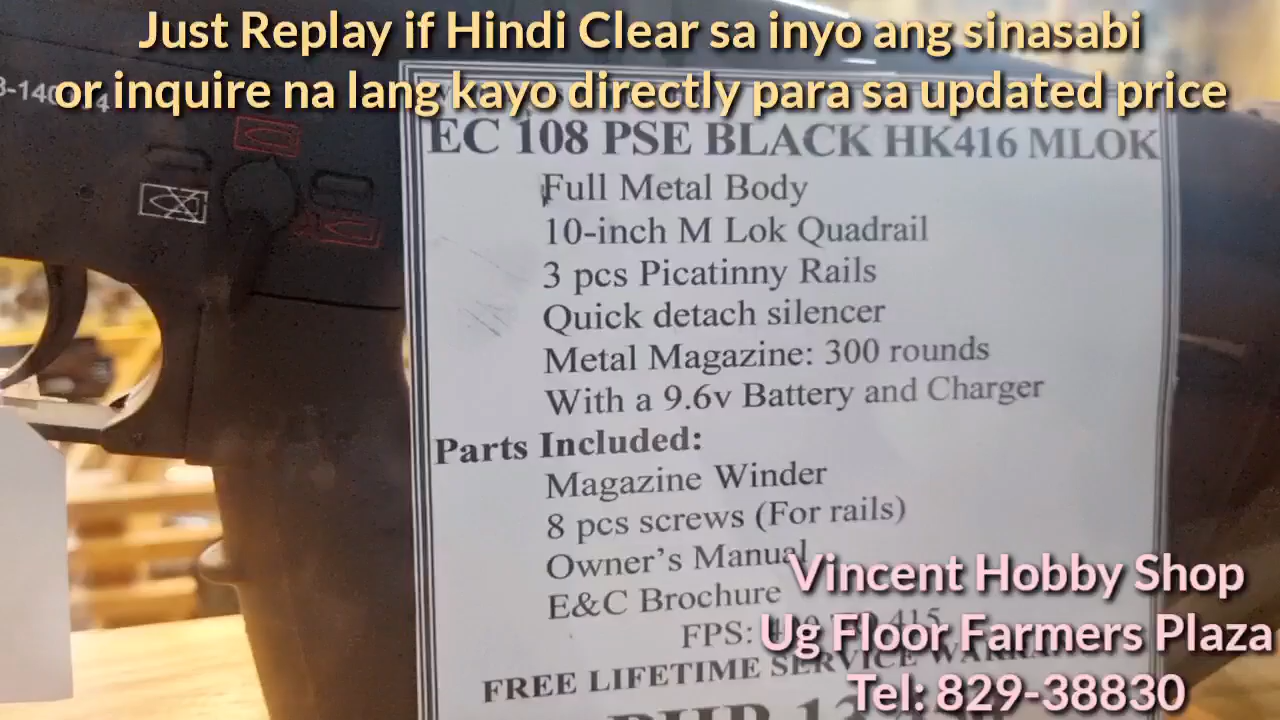 Just Replay if Hindi Clear sa inyo ang sinasabi
or inquire na lang kayo directly para sa updated price
EC 108 PSE BLACK HK416 MLOK
Full Metal Body
10-inch M Lok Quadrail
3 pcs Picatinny Rails
Quick detach silencer
Metal Magazine: 300 rounds
With a 9.6v Battery and Charger
Parts Included:
Magazine Winder
8 pcs screws (For rails)
Owner's Manual
E&C Brochure
FPS: 415
FREE LIFETIME SERVICE
PHP
Vincent Hobby Shop
Ug Floor Farmers Plaza
Tel: 829-38830